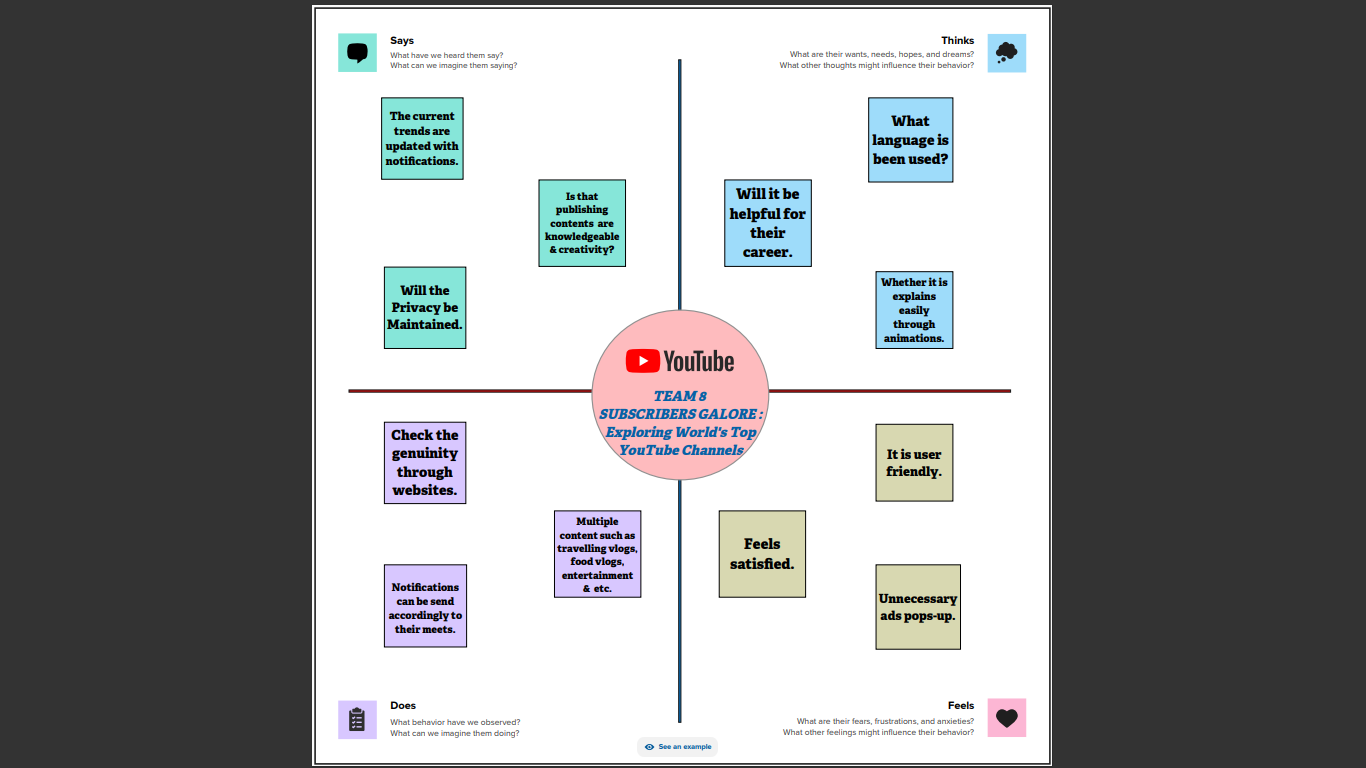 Says
What have we heard them say?
What can we imagine them saying?
Thinks
What are their wants, needs, hopes, and dreams?
What other thoughts might influence their behavior?
The current
trends are
updated with
notifications.
Is that
publishing
contents are
knowledgeable
& creativity?
Will the
Privacy be
Maintained.
What
language is
been used?
Will it be
helpful for
their
career.
Whether it is
explains
easily
through
animations.
YouTube
TEAM 8
SUBSCRIBERS GALORE :
Exploring World's Top
YouTube Channels
Check the
genuinity
through
websites.
Multiple
content such as
travelling vlogs,
food vlogs,
entertainment
& etc.
Notifications
can be send
accordingly to
their meets.
It is user
friendly.
Feels
satisfied.
Unnecessary
ads pops-up.
Does
What behavior have we observed?
What can we imagine them doing?
Feels
What are their fears, frustrations, and anxieties?
What other feelings might influence their behavior?
See an example